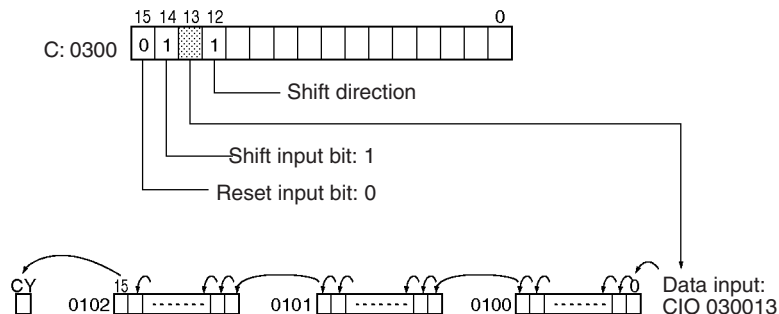 15 14 13 12 0
C: 0300 0 1 1
Shift direction
Shift input bit: 1
Reset input bit: 0
CY 15 0 Data input:
0102 0101 0100 CIO 030013